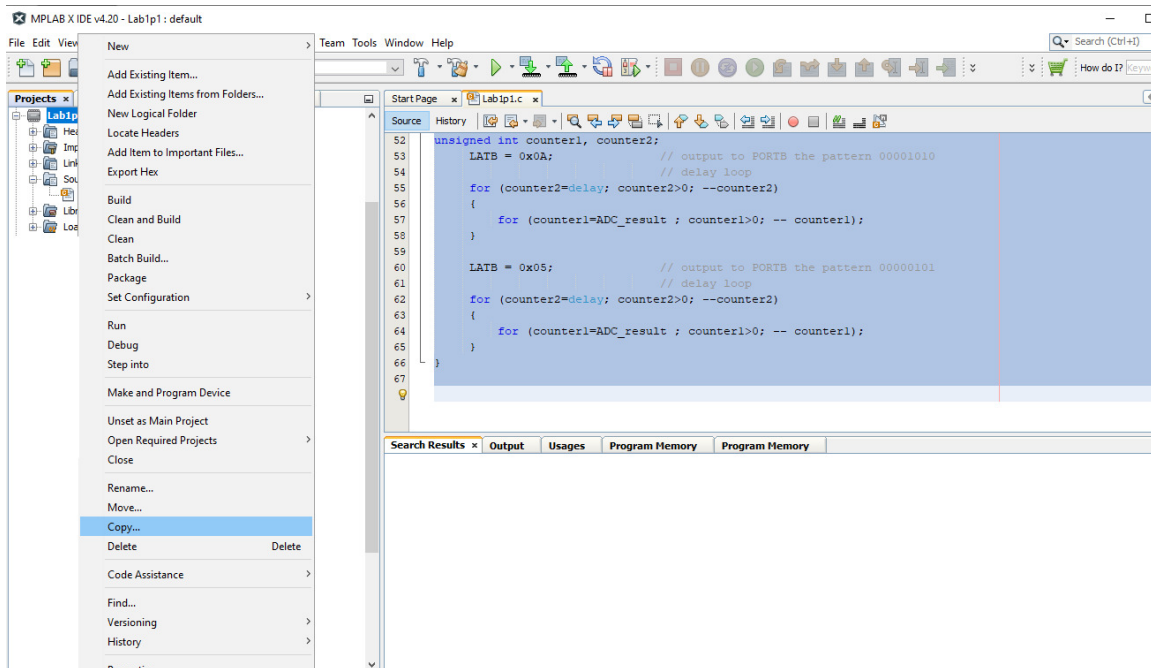 MPLAB X IDE v4.20 - Lab1p1 : default
File Edit View Team Tools Window Help
Search (Ctrl+I)
How do I?
Projects
Lab1p
Hea
Imp
Link
Sou
Libr
Loa
New
Add Existing Item...
Add Existing Items from Folders...
New Logical Folder
Locate Headers
Add Item to Important Files...
Export Hex
Build
Clean and Build
Clean
Batch Build...
Package
Set Configuration
Run
Debug
Step into
Make and Program Device
Unset as Main Project
Open Required Projects
Close
Rename...
Move...
Copy...
Delete Delete
Code Assistance
Find...
Versioning
History
Start Page Lab1p1.c
Source History
52 unsigned int counter1, counter2;
53 LATB = 0x0A; // output to PORTB the pattern 00001010
54 // delay loop
55 for (counter2=delay; counter2>0; --counter2)
56 {
57 for (counter1=ADC_result ; counter1>0; -- counter1);
58 }
59
60 LATB = 0x05; // output to PORTB the pattern 00000101
61 // delay loop
62 for (counter2=delay; counter2>0; --counter2)
63 {
64 for (counter1=ADC_result ; counter1>0; -- counter1);
65 }
66 }
67
Search Results Output Usages Program Memory Program Memory